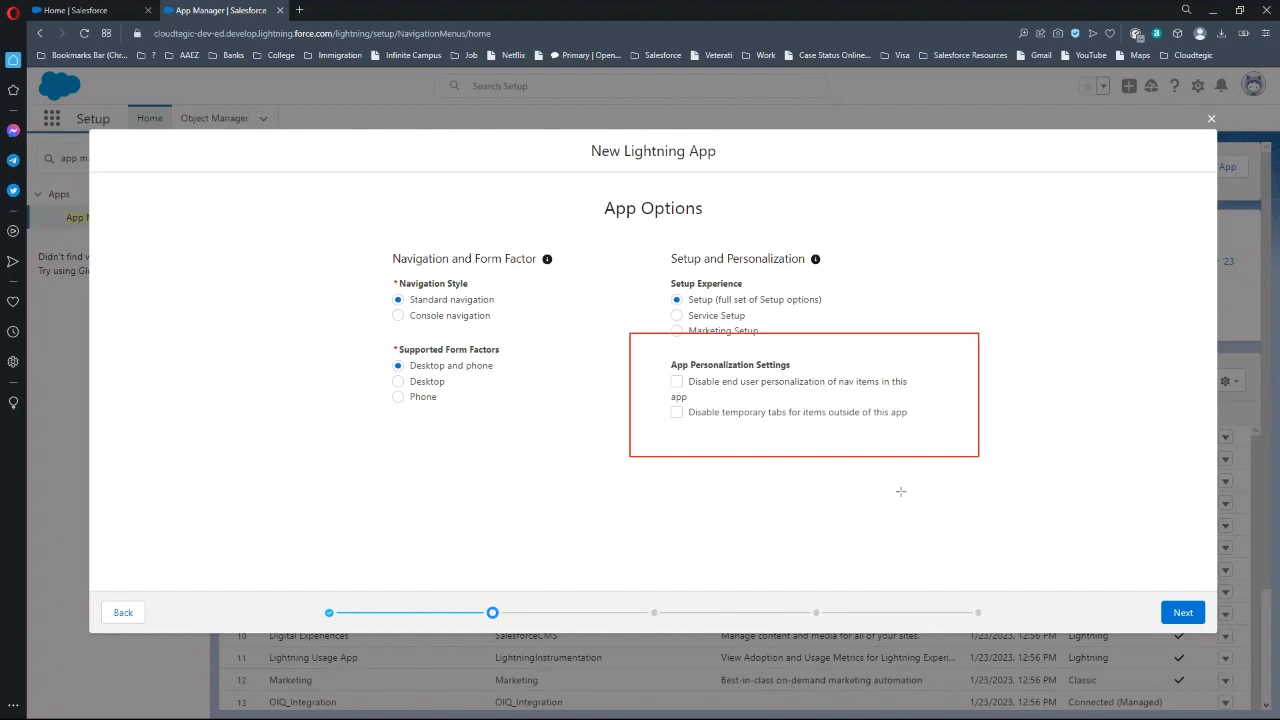 Home | Salesforce
App Manager | Salesforce
cloudtegic-dev-ed.develop.lightning.force.com/lightning/setup/NavigationMenus/home
Bookmarks Bar (Chr...
?
AAEZ
Banks
College
Immigration
Infinite Campus
Job
Netflix
Primary | Open...
Salesforce
Veterati
Work
Case Status Online...
Visa
Salesforce Resources
Gmail
YouTube
Maps
Cloudtegic
Search Setup
Setup
Home
Object Manager
New Lightning App
app ma
App
Apps
App M
App Options
Didn't find w
Try using Glo
'23
Navigation and Form Factor
*Navigation Style
Standard navigation
Console navigation
*Supported Form Factors
Desktop and phone
Desktop
Phone
Setup and Personalization
Setup Experience
Setup (full set of Setup options)
Service Setup
Marketing Setup
App Personalization Settings
Disable end user personalization of nav items in this
app
Disable temporary tabs for items outside of this app
Back
Next
10 Digital Experiences SalesforceCMS Manage content and media for all of your sites. 1/23/2023, 12:56 PM Lightning
11 Lightning Usage App LightningInstrumentation View Adoption and Usage Metrics for Lightning Experi... 1/23/2023, 12:56 PM Lightning
12 Marketing Marketing Best-in-class on-demand marketing automation 1/23/2023, 12:56 PM Classic
13 OIQ_Integration OIQ_Integration 1/23/2023, 12:56 PM Connected (Managed)